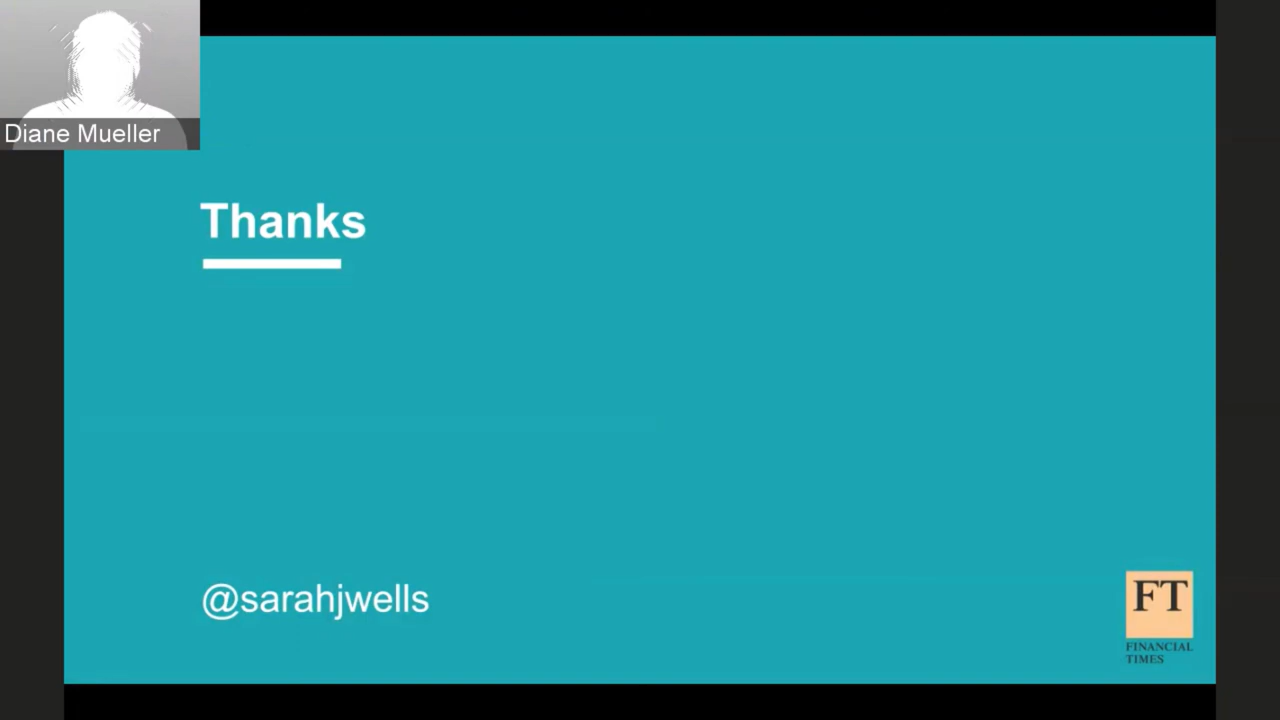 Diane Mueller
Thanks
@sarahjwells
FT
FINANCIAL
TIMES